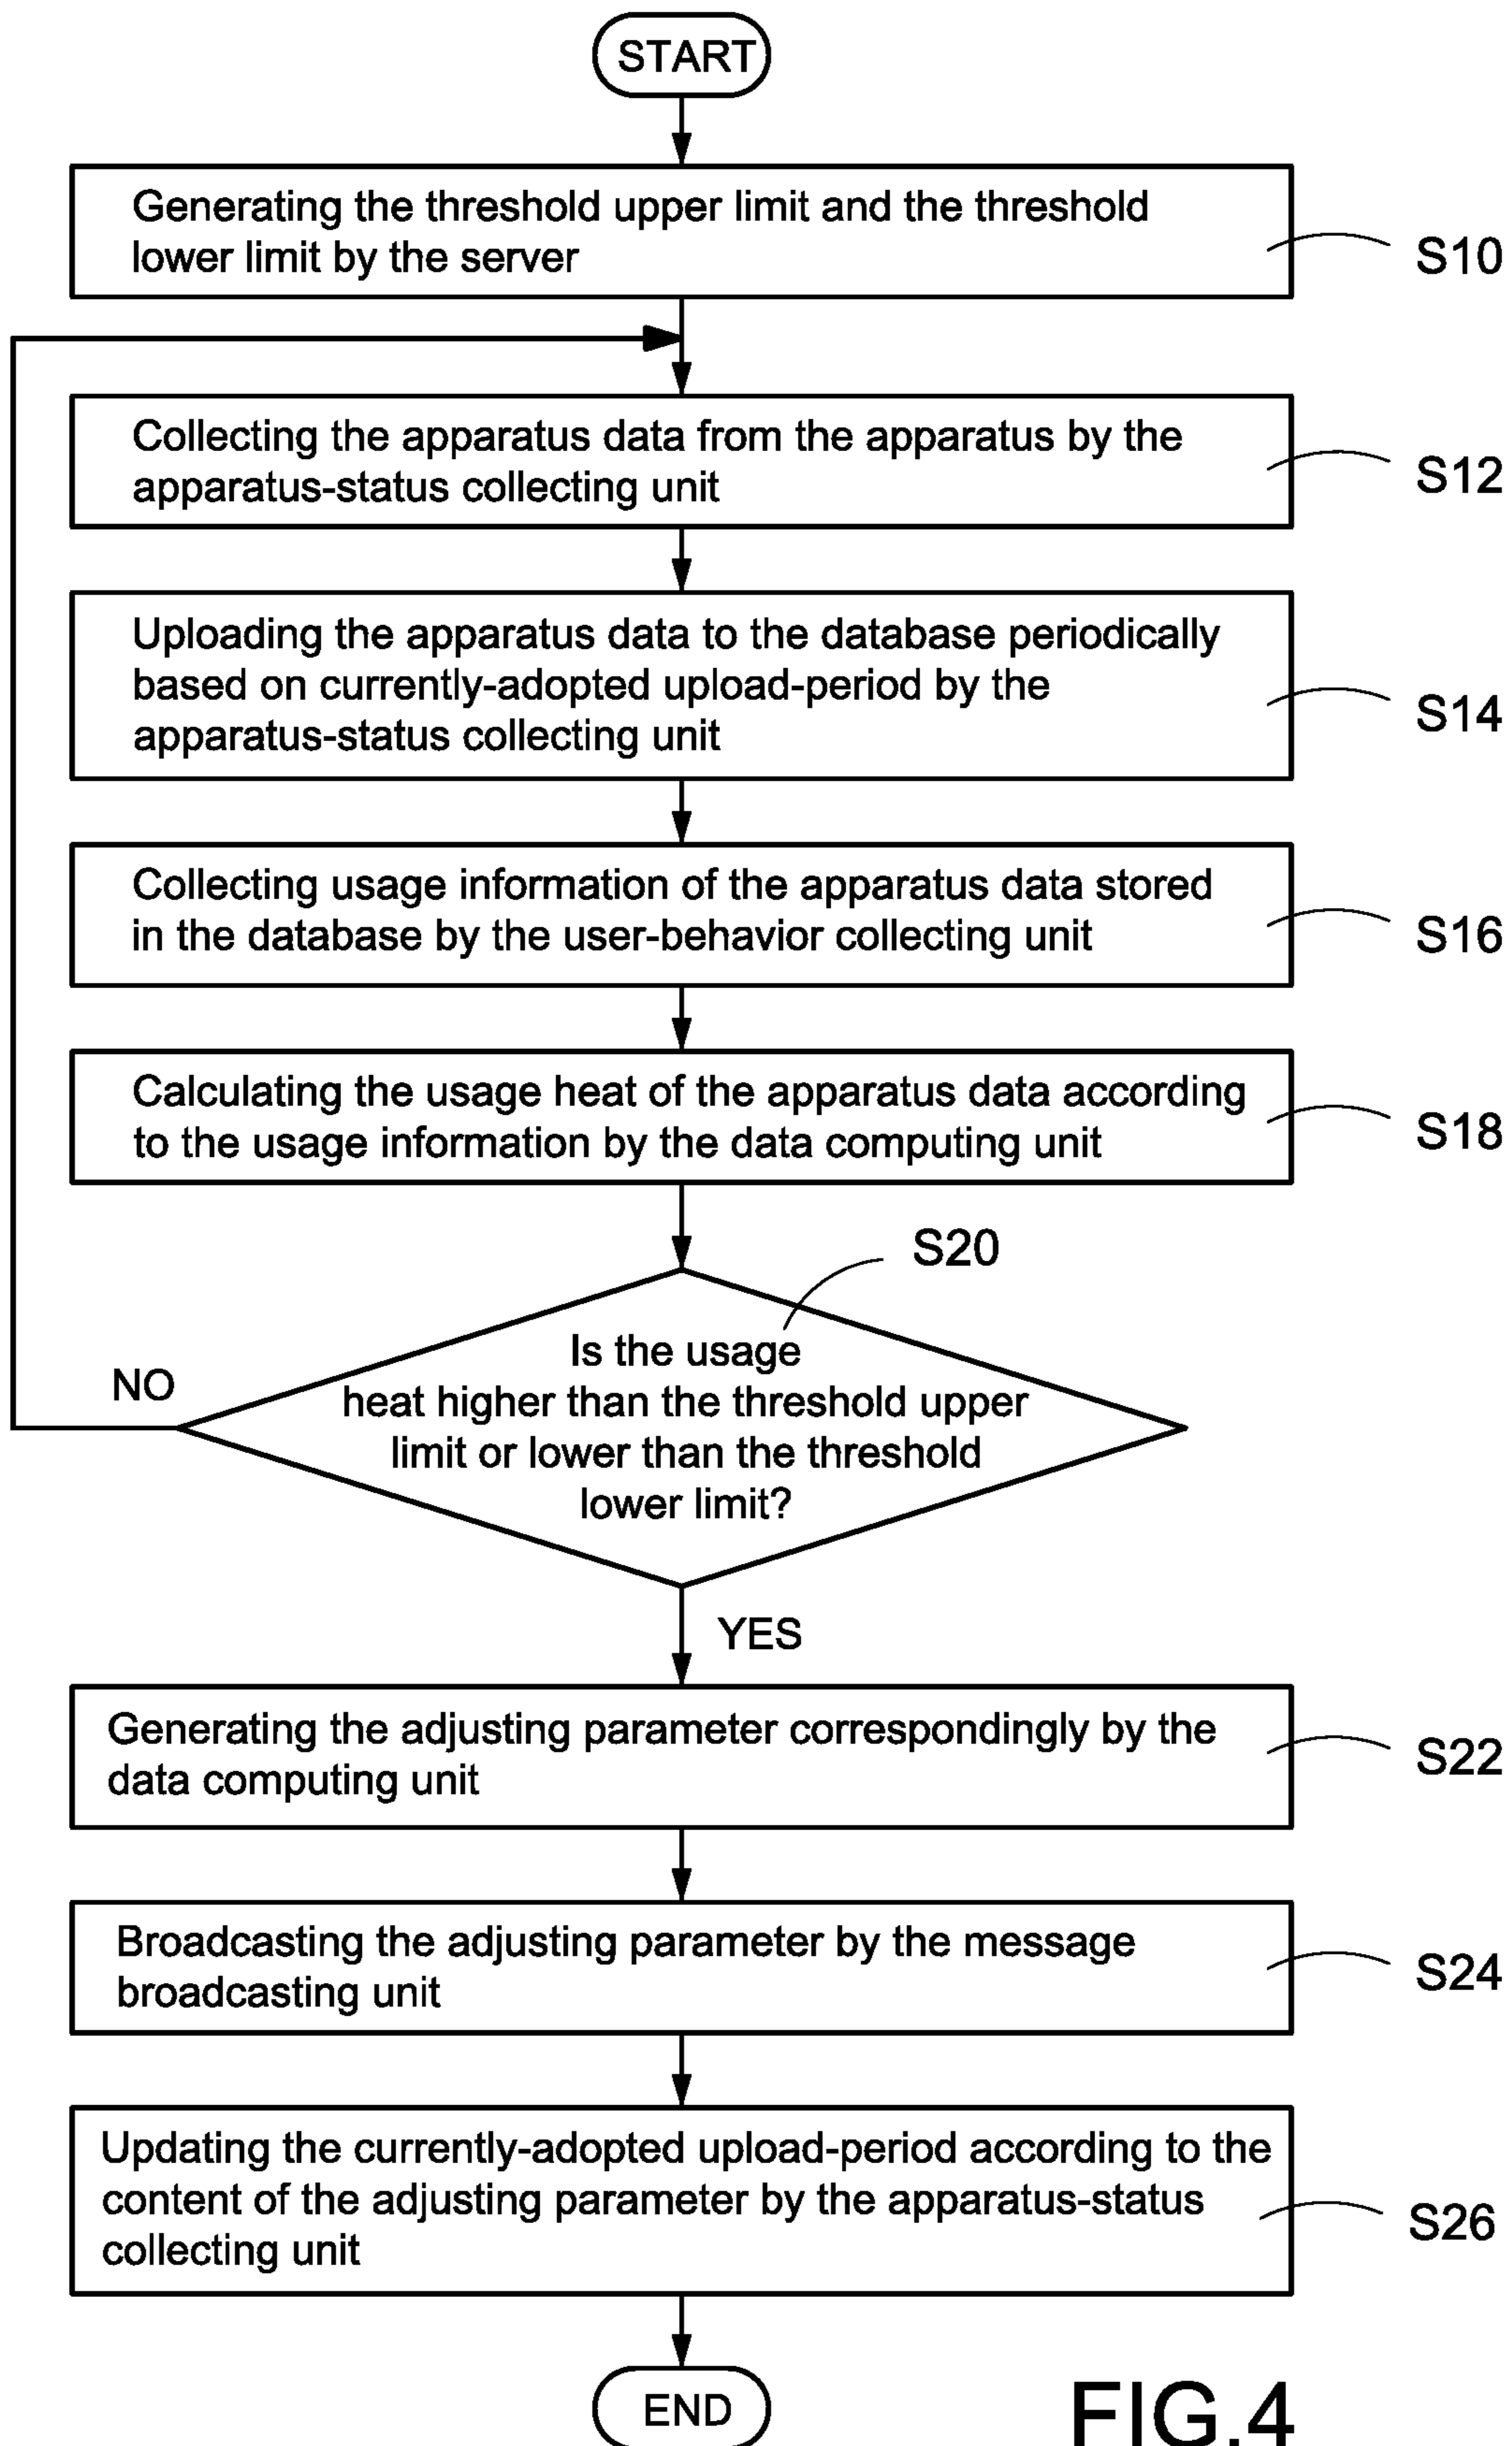 START
Generating the threshold upper limit and the threshold
lower limit by the server
S10
Collecting the apparatus data from the apparatus by the
apparatus-status collecting unit
S12
Uploading the apparatus data to the database periodically
based on currently-adopted upload-period by the
apparatus-status collecting unit
S14
Collecting usage information of the apparatus data stored
in the database by the user-behavior collecting unit
S16
Calculating the usage heat of the apparatus data according
to the usage information by the data computing unit
S18
S20
Is the usage
heat higher than the threshold upper
limit or lower than the threshold
lower limit?
NO
YES
Generating the adjusting parameter correspondingly by the
data computing unit
S22
Broadcasting the adjusting parameter by the message
broadcasting unit
S24
Updating the currently-adopted upload-period according to the
content of the adjusting parameter by the apparatus-status
collecting unit
S26
END
FIG.4